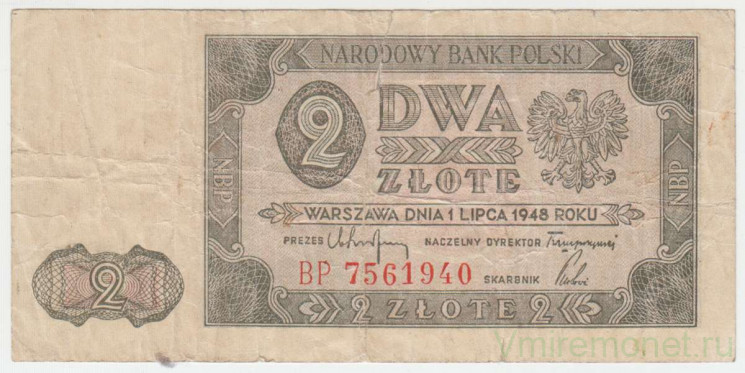 NARODOWY BANK POLSKI
2 DWA
ZŁOTE
NBP
NBP
WARSZAWA DNIA 1 LIPCA 1948 ROKU
PREZES NACZELNY DYREKTOR
BP 7561940 SKARBNIK
2
2 ZŁOTE 2
Vmiremonet.ru